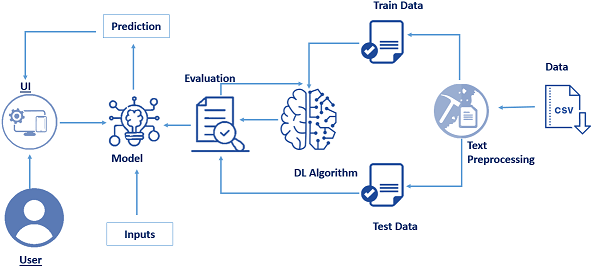 Train Data
Prediction
Data
UI
Evaluation
CSV
Model
DL Algorithm
Text
Preprocessing
Inputs
Test Data
User